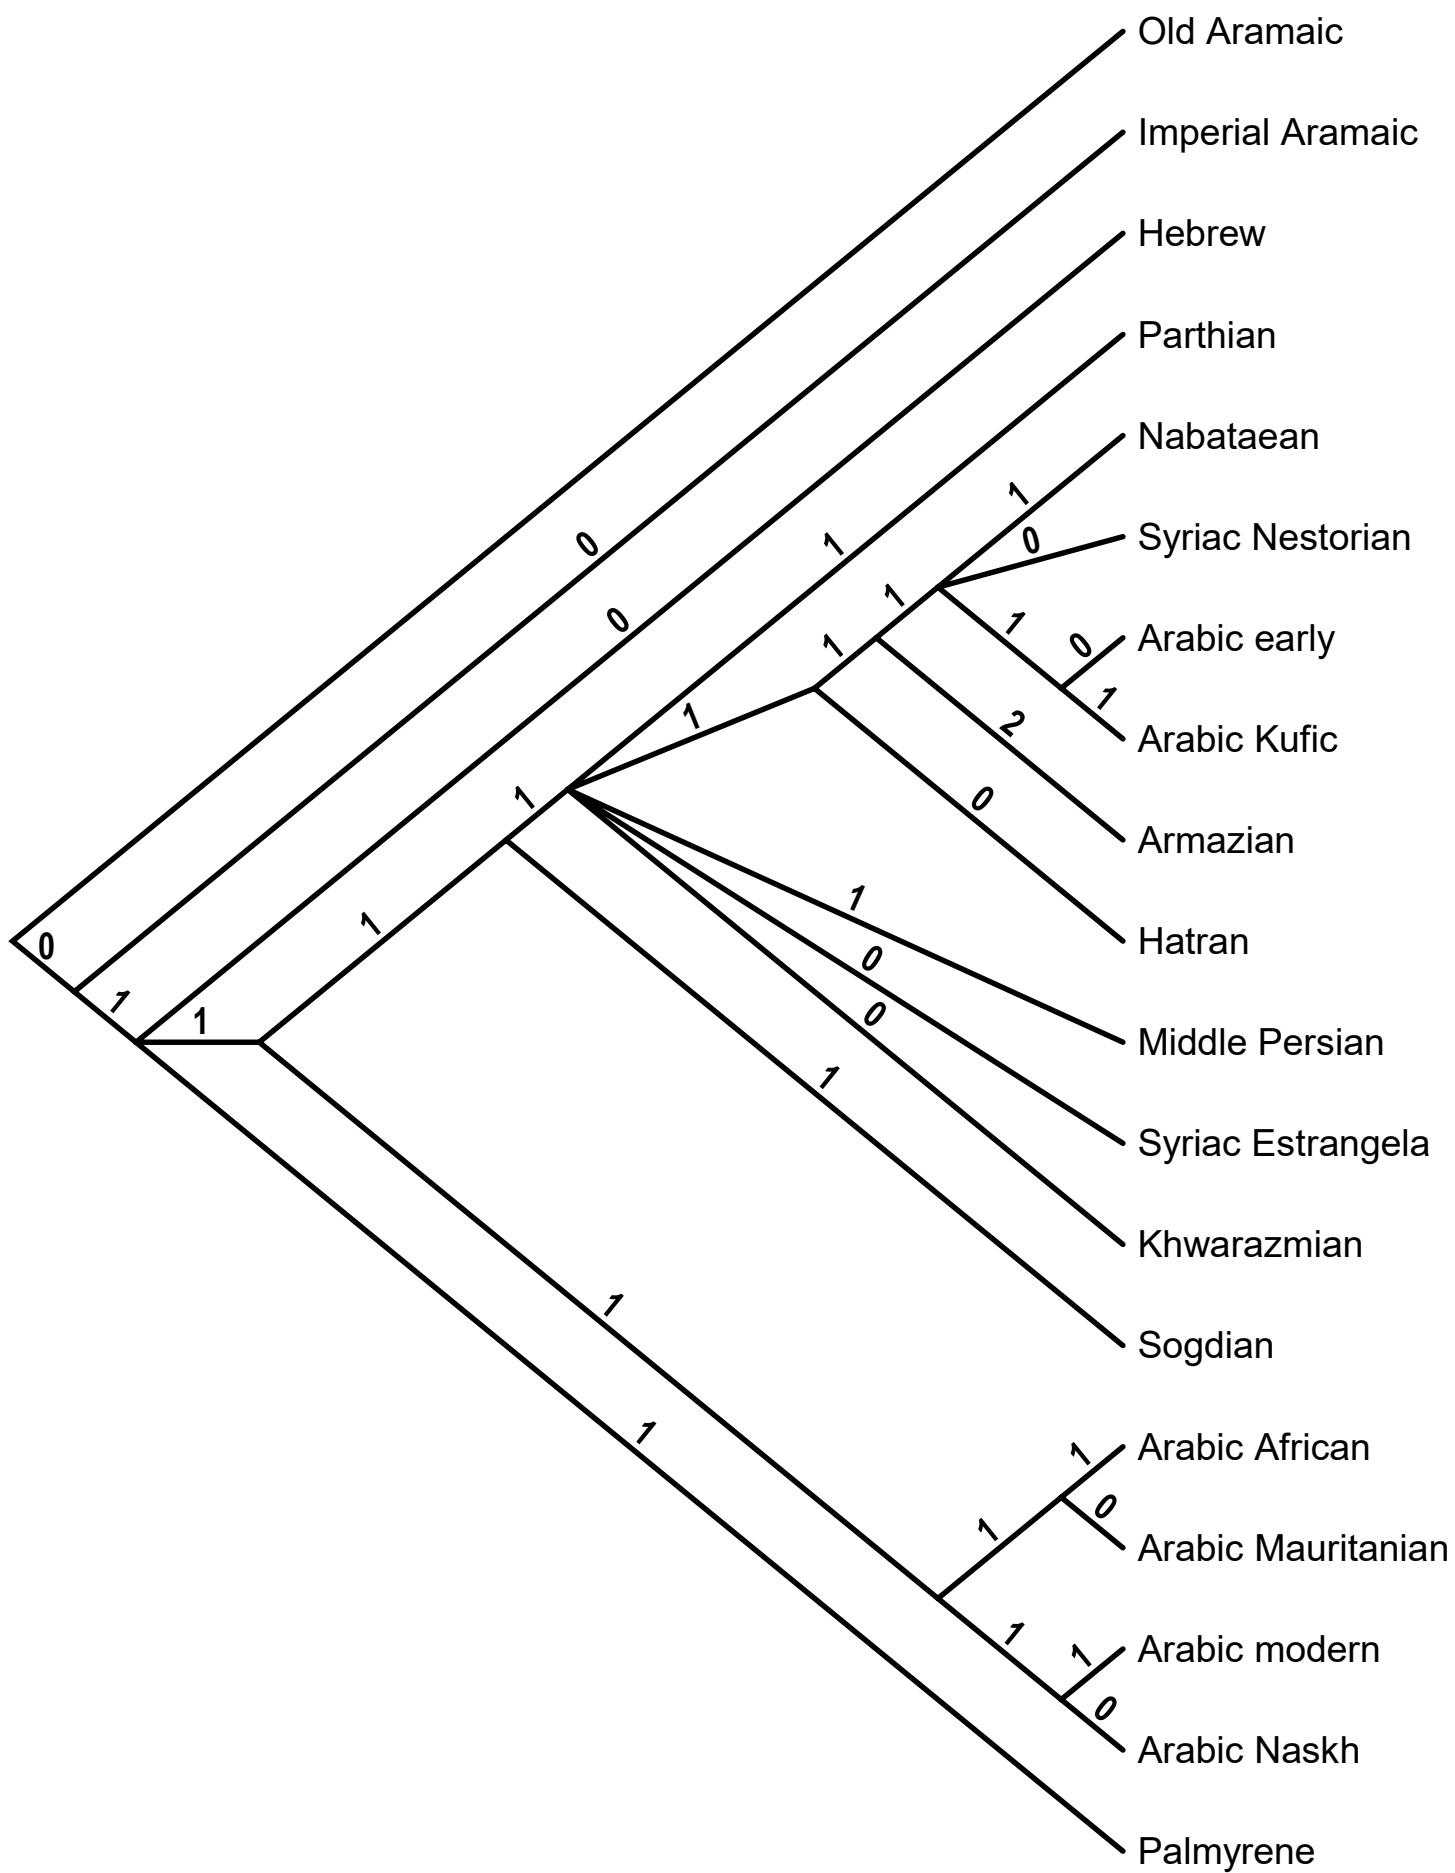 Old Aramaic
Imperial Aramaic
Hebrew
Parthian
Nabataean
1
0
Syriac Nestorian
0
1
1
1
0
Arabic early
0
1
1
Arabic Kufic
1
2
1
0
Armazian
1
1
Hatran
0
1
0
1
1
0
Middle Persian
1
Syriac Estrangela
Khwarazmian
1
Sogdian
1
1
Arabic African
0
1
Arabic Mauritanian
1
1
Arabic modern
0
Arabic Naskh
Palmyrene